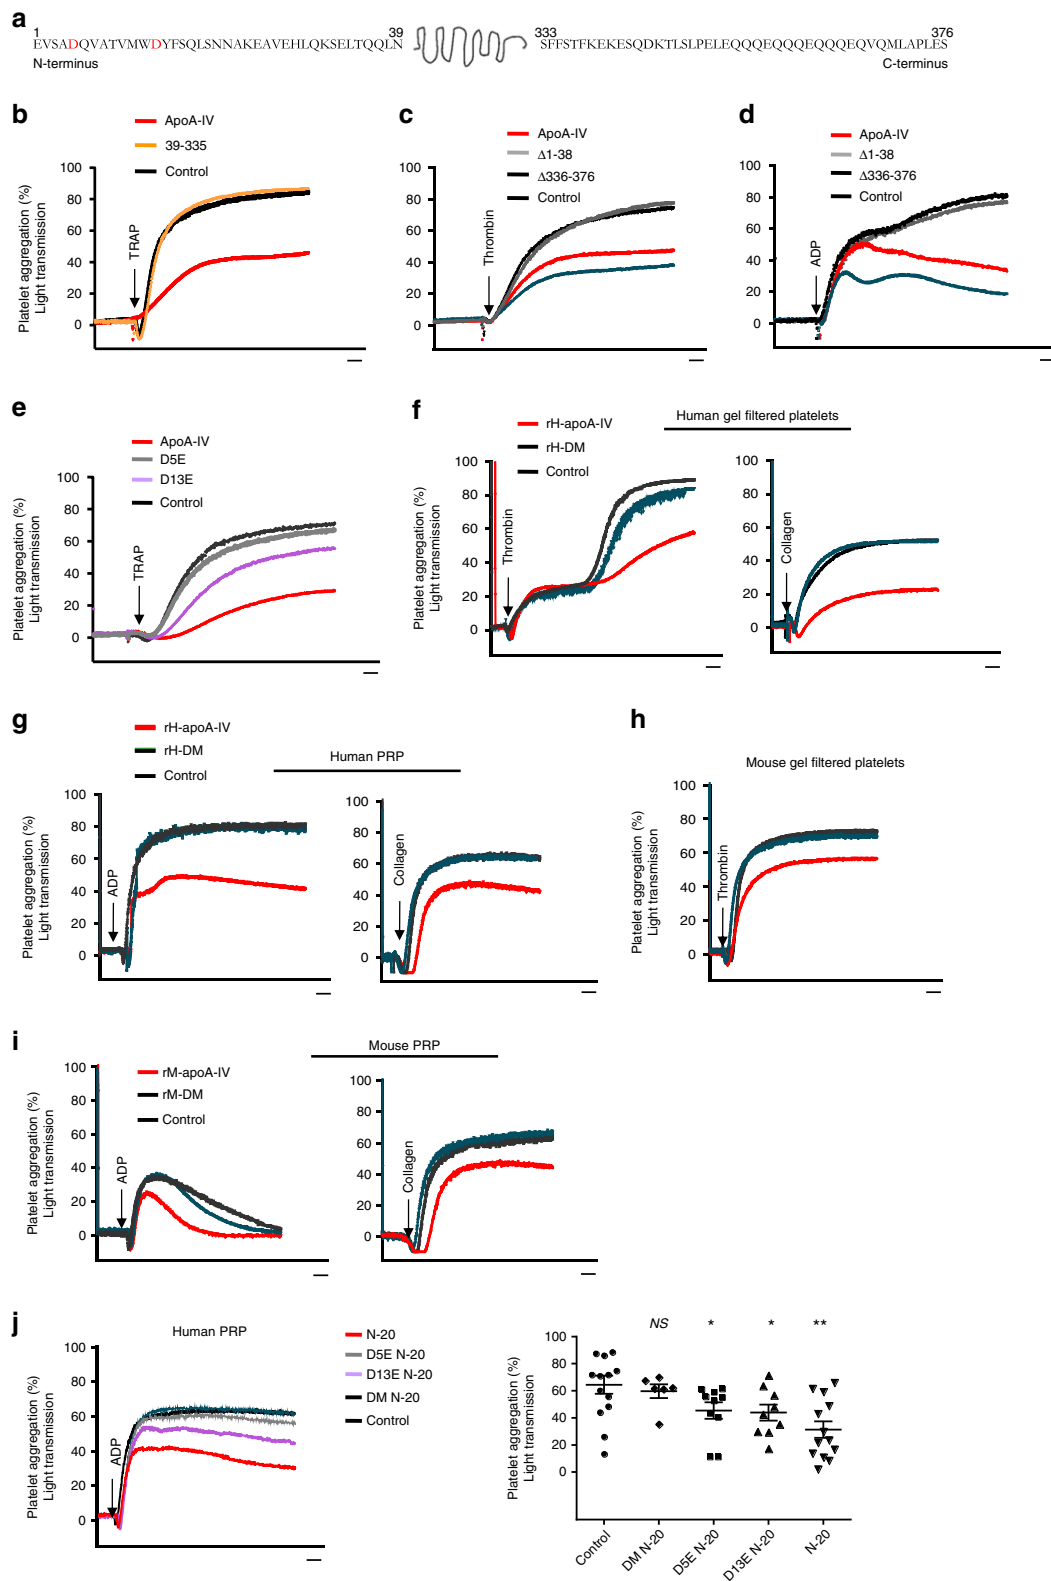 a
1 39 333 376
EVSADQVATVMWDYFSQLSNNAKEAVEHLQKSELTQQLN SFFSTFKEKESQDKTLSLPELEQQQEQQQEQQQEQVQMLAPLES
N-terminus C-terminus
b
ApoA-IV
39-335
Control
Platelet aggregation (%)
Light transmission
100
80
60
40
20
0
TRAP
c
ApoA-IV
Δ1-38
Δ336-376
Control
Platelet aggregation (%)
Light transmission
100
80
60
40
20
0
Thrombin
d
ApoA-IV
Δ1-38
Δ336-376
Control
Platelet aggregation (%)
Light transmission
100
80
60
40
20
0
ADP
e
ApoA-IV
D5E
D13E
Control
Platelet aggregation (%)
Light transmission
100
80
60
40
20
0
TRAP
f
rH-apoA-IV
rH-DM
Control
Human gel filtered platelets
Platelet aggregation (%)
Light transmission
100
80
60
40
20
0
Thrombin
100
80
60
40
20
0
Collagen
g
rH-apoA-IV
rH-DM
Control
Human PRP
Platelet aggregation (%)
Light transmission
100
80
60
40
20
0
ADP
100
80
60
40
20
0
Collagen
h
Mouse gel filtered platelets
Platelet aggregation (%)
Light transmission
100
80
60
40
20
0
Thrombin
i
rM-apoA-IV
rM-DM
Control
Mouse PRP
Platelet aggregation (%)
Light transmission
100
80
60
40
20
0
ADP
100
80
60
40
20
0
Collagen
j
Human PRP
N-20
D5E N-20
D13E N-20
DM N-20
Control
Platelet aggregation (%)
Light transmission
100
80
60
40
20
0
ADP
NS * * **
Platelet aggregation (%)
Light transmission
100
80
60
40
20
0
Control
DM N-20
D5E N-20
D13E N-20
N-20